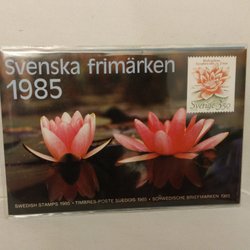 Svenska frimärken
1985
Sverige 3.50
SWEDISH STAMPS 1985 · TIMBRES-POSTE SUEDOIS 1985 · SCHWEDISCHE BRIEFMARKEN 1985